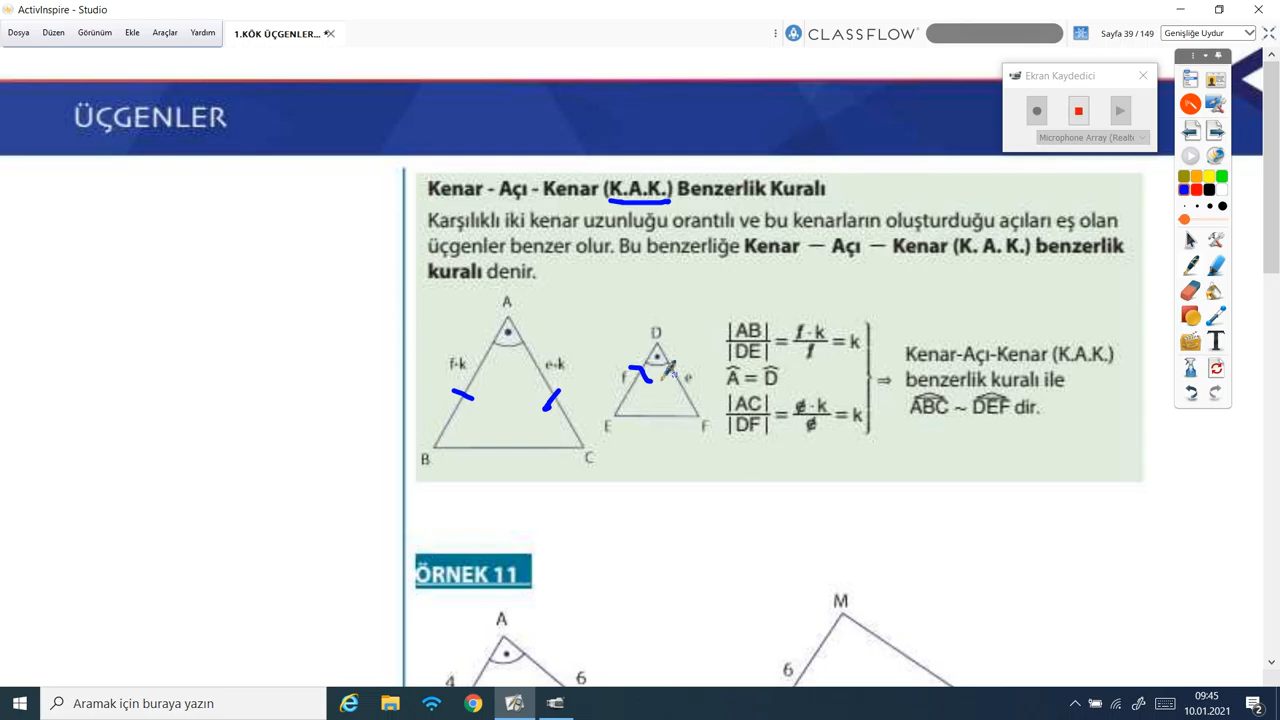 ActivInspire - Studio
Dosya Düzen Görünüm Ekle Araçlar Yardım
1.KÖK ÜÇGENLER...
CLASSFLOW
Sayfa 39 / 149
Genişliğe Uydur
Ekran Kaydedici
Microphone Array (Realte
ÜÇGENLER
Kenar - Açı - Kenar (K.A.K.) Benzerlik Kuralı
Karşılıklı iki kenar uzunluğu orantılı ve bu kenarların oluşturduğu açıları eş olan
üçgenler benzer olur. Bu benzerliğe Kenar — Açı — Kenar (K. A. K.) benzerlik
kuralı denir.
A
f·k
e·k
B
C
D
f
e
E
F
|AB| / |DE| = f·k / f = k
Â = D̂
|AC| / |DF| = e·k / e = k
⇒ Kenar-Açı-Kenar (K.A.K.)
benzerlik kuralı ile
ABC ~ DEF dir.
ÖRNEK 11
A
4
6
M
6
T
Aramak için buraya yazın
09:45
10.01.2021
2